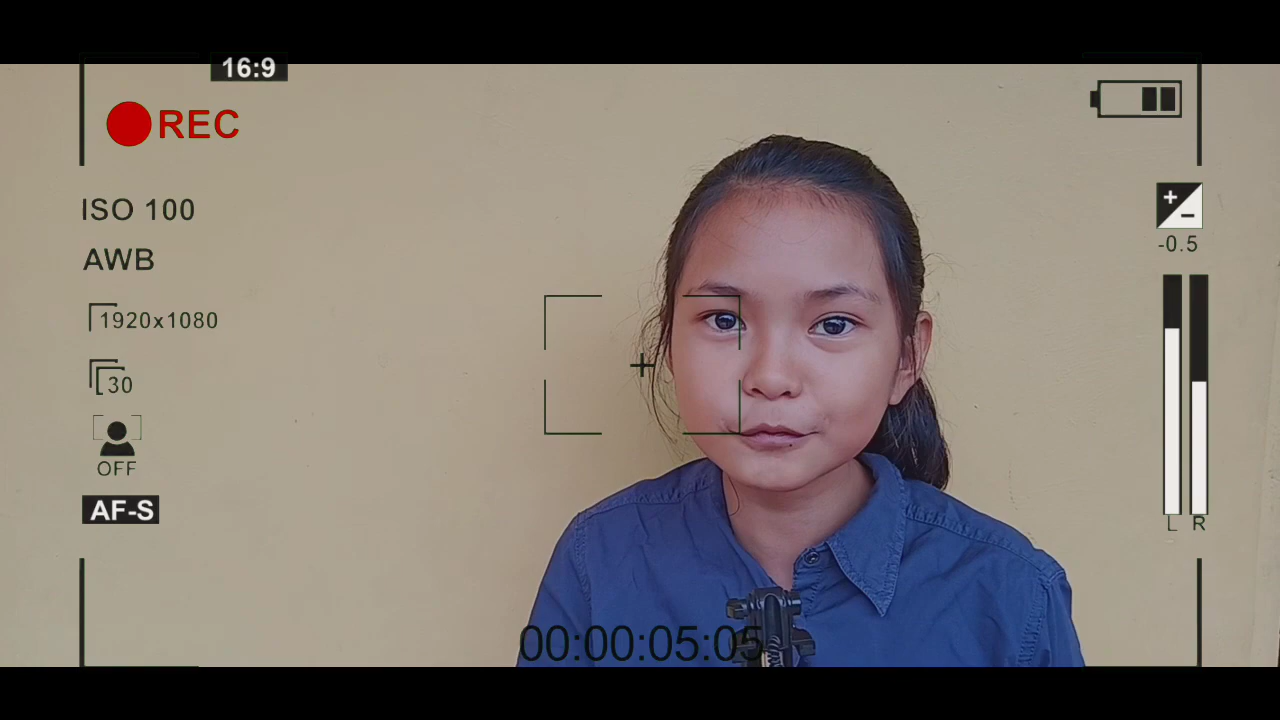 16:9
REC
ISO 100
AWB
1920x1080
30
OFF
AF-S
+
-
-0.5
L R
00:00:05:05